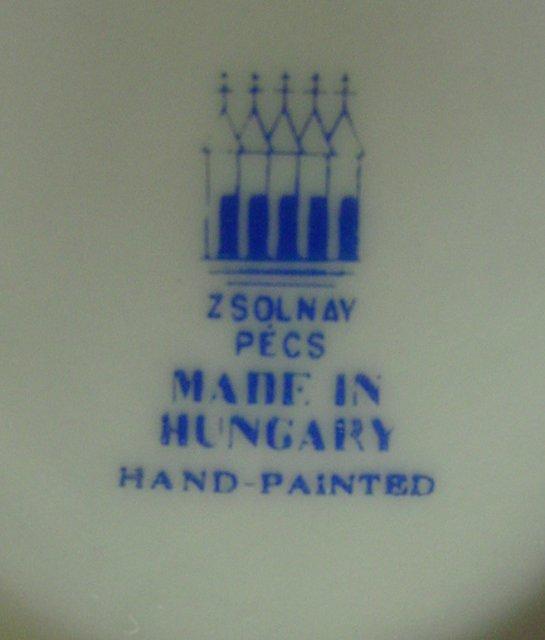 ZSOLNAY
PÉCS
MADE IN
HUNGARY
HAND-PAINTED